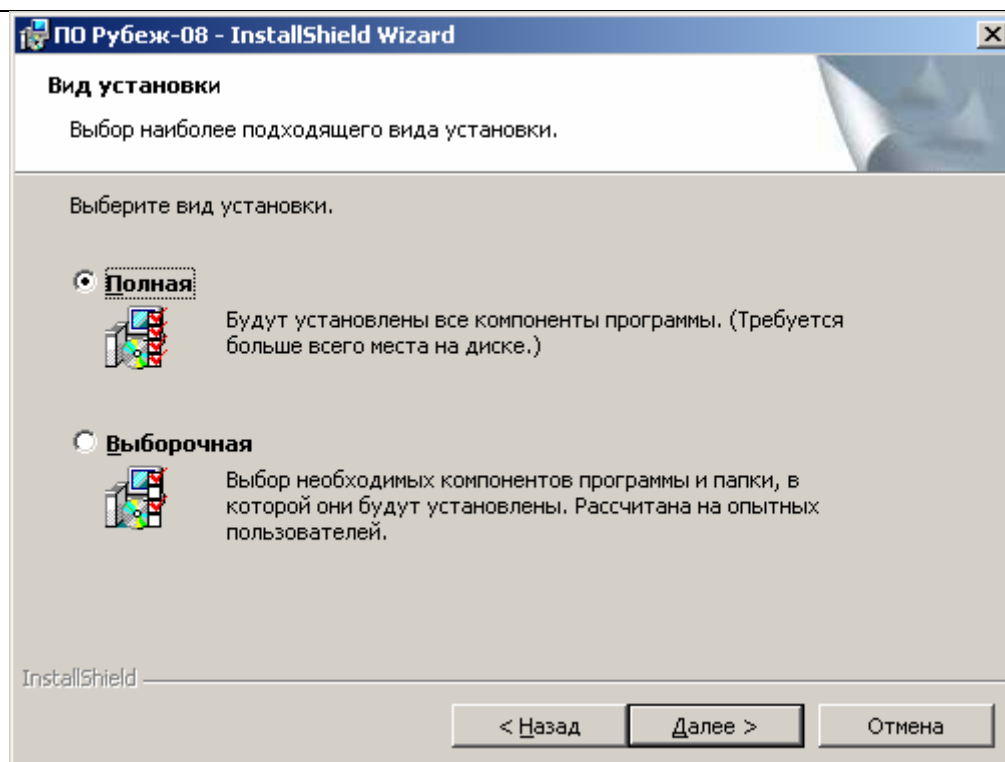 ПО Рубеж-08 - InstallShield Wizard
Вид установки
Выбор наиболее подходящего вида установки.
Выберите вид установки.
Полная
Будут установлены все компоненты программы. (Требуется
больше всего места на диске.)
Выборочная
Выбор необходимых компонентов программы и папки, в
которой они будут установлены. Рассчитана на опытных
пользователей.
InstallShield
< Назад
Далее >
Отмена